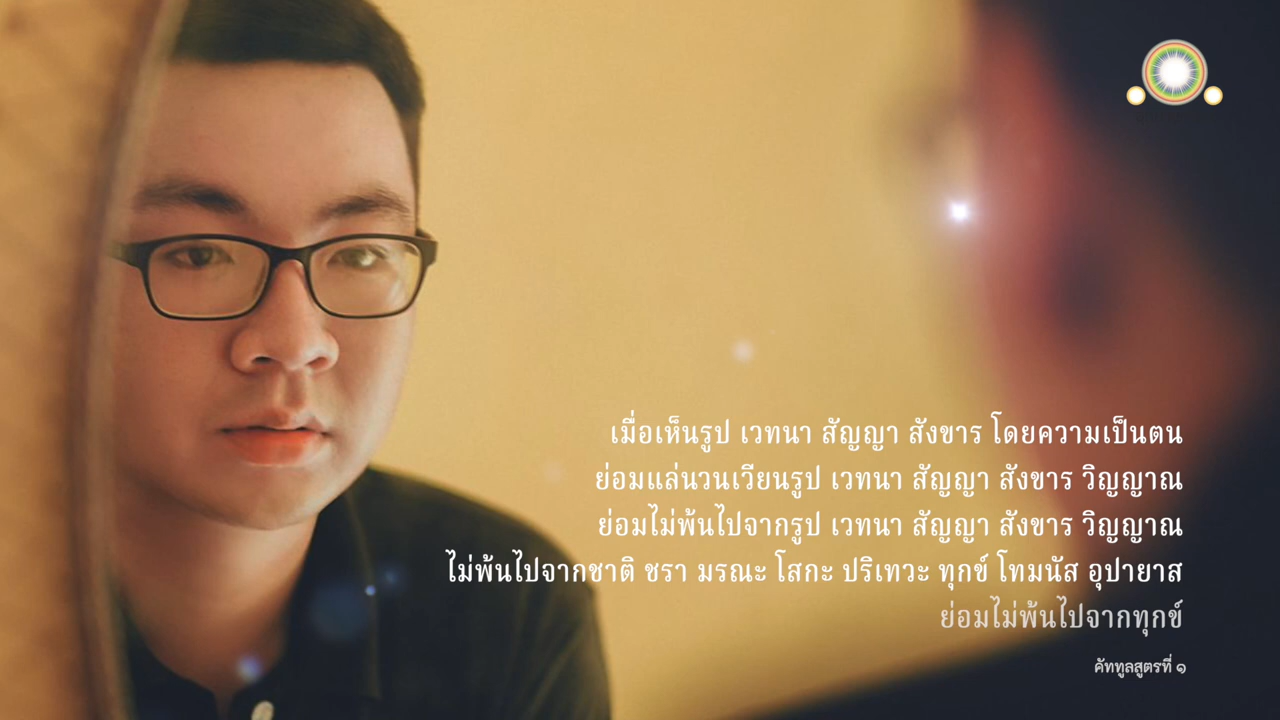 เมื่อเห็นรูป เวทนา สัญญา สังขาร โดยความเป็นตน
ย่อมแล่นวนเวียนรูป เวทนา สัญญา สังขาร วิญญาณ
ย่อมไม่พ้นไปจากรูป เวทนา สัญญา สังขาร วิญญาณ
ไม่พ้นไปจากชาติ ชรา มรณะ โสกะ ปริเทวะ ทุกข์ โทมนัส อุปายาส
ย่อมไม่พ้นไปจากทุกข์
คัททูลสูตรที่ ๑